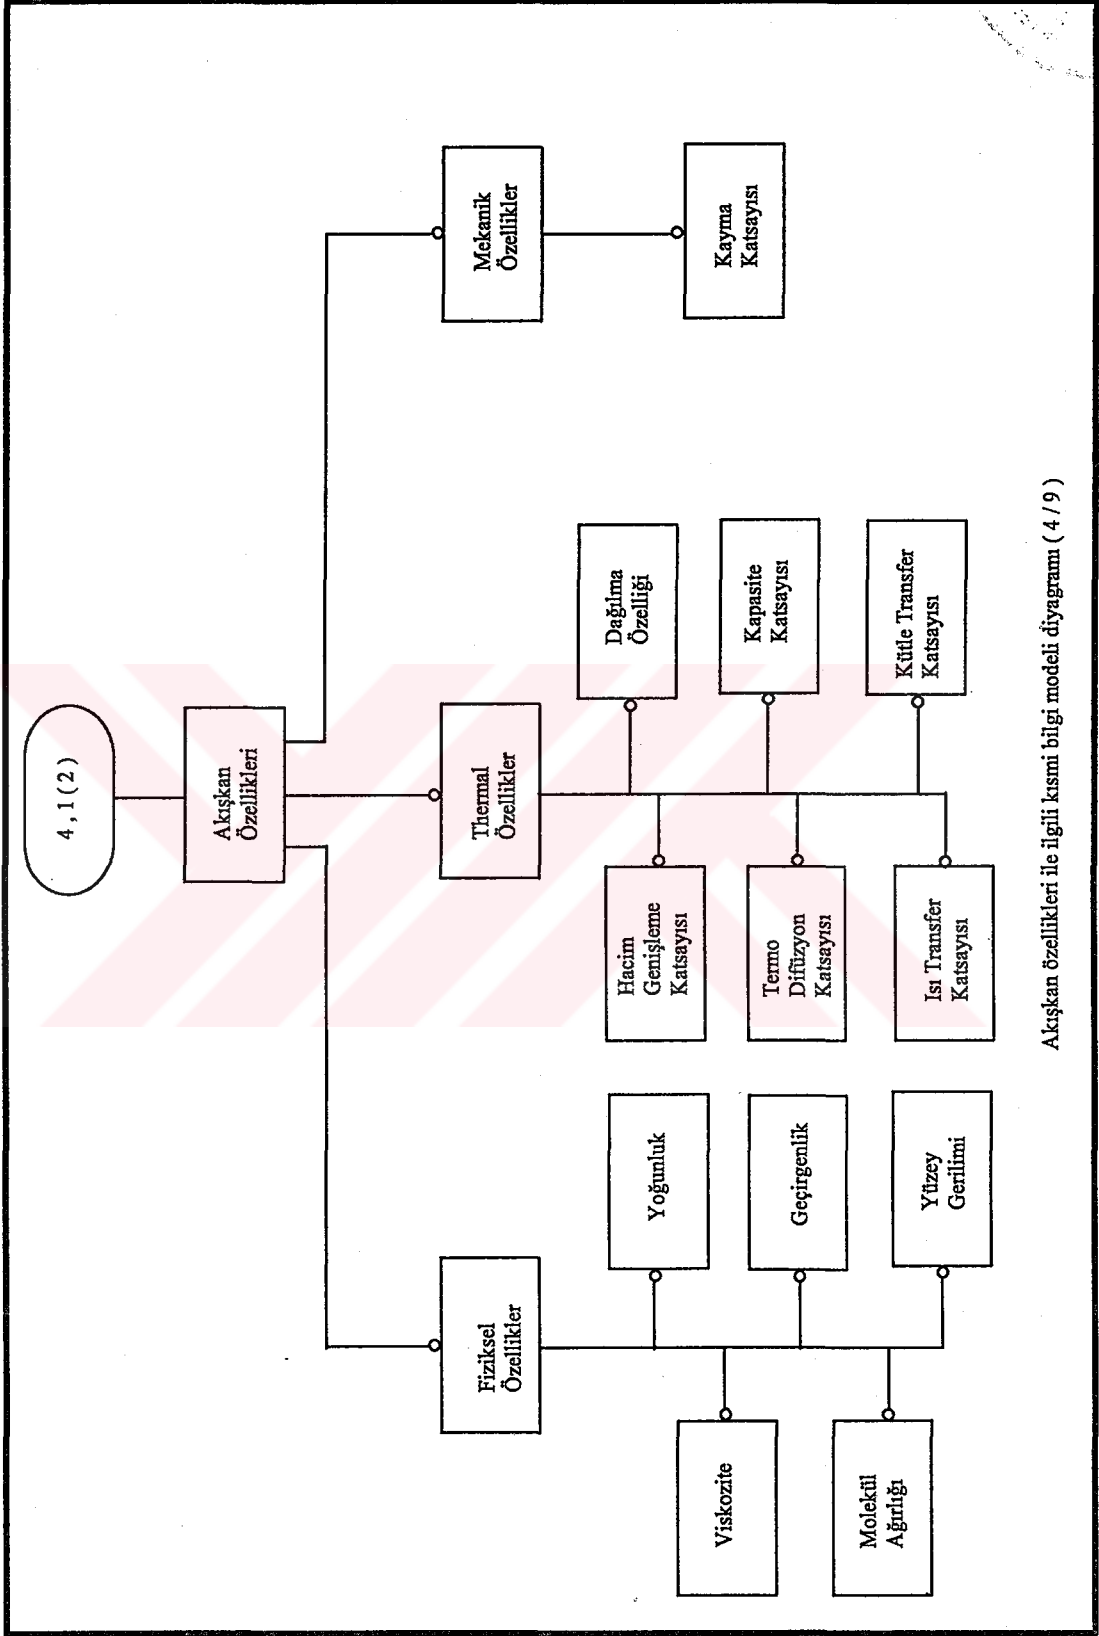 4 , 1 ( 2 )
Akışkan
Özellikleri
Fiziksel
Özellikler
Thermal
Özellikler
Mekanik
Özellikler
Viskozite
Molekül
Ağırlığı
Yoğunluk
Geçirgenlik
Yüzey
Gerilimi
Hacim
Genişleme
Katsayısı
Termo
Difüzyon
Katsayısı
Isı Transfer
Katsayısı
Dağılma
Özelliği
Kapasite
Katsayısı
Kütle Transfer
Katsayısı
Kayma
Katsayısı
Akışkan özellikleri ile ilgili kısmi bilgi modeli diyagramı ( 4 / 9 )